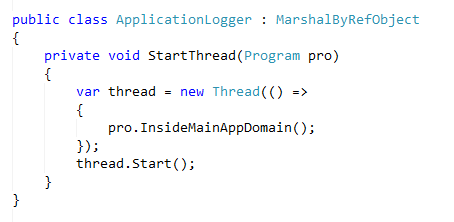 public class ApplicationLogger : MarshalByRefObject
{
    private void StartThread(Program pro)
    {
        var thread = new Thread(() =>
        {
            pro.InsideMainAppDomain();
        });
        thread.Start();
    }
}